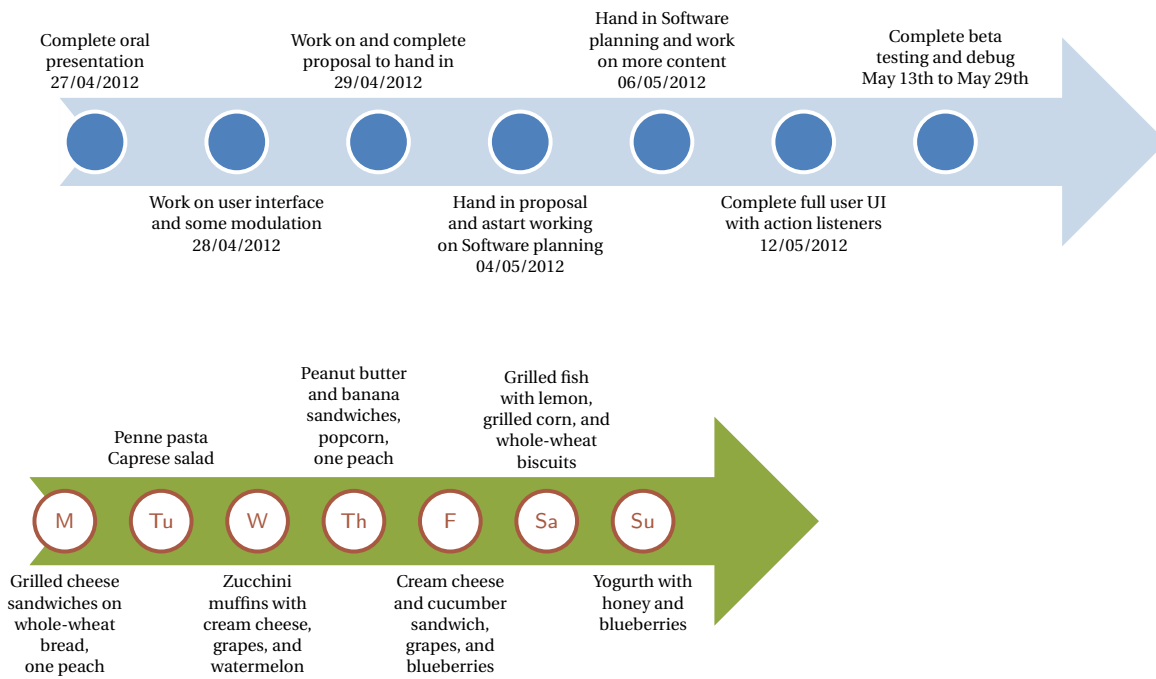 Complete oral
presentation
27/04/2012
Work on user interface
and some modulation
28/04/2012
Work on and complete
proposal to hand in
29/04/2012
Hand in proposal
and astart working
on Software planning
04/05/2012
Hand in Software
planning and work
on more content
06/05/2012
Complete full user UI
with action listeners
12/05/2012
Complete beta
testing and debug
May 13th to May 29th
M
Grilled cheese
sandwiches on
whole-wheat
bread,
one peach
Tu
Penne pasta
Caprese salad
W
Zucchini
muffins with
cream cheese,
grapes, and
watermelon
Th
Peanut butter
and banana
sandwiches,
popcorn,
one peach
F
Cream cheese
and cucumber
sandwich,
grapes, and
blueberries
Sa
Grilled fish
with lemon,
grilled corn, and
whole-wheat
biscuits
Su
Yogurth with
honey and
blueberries